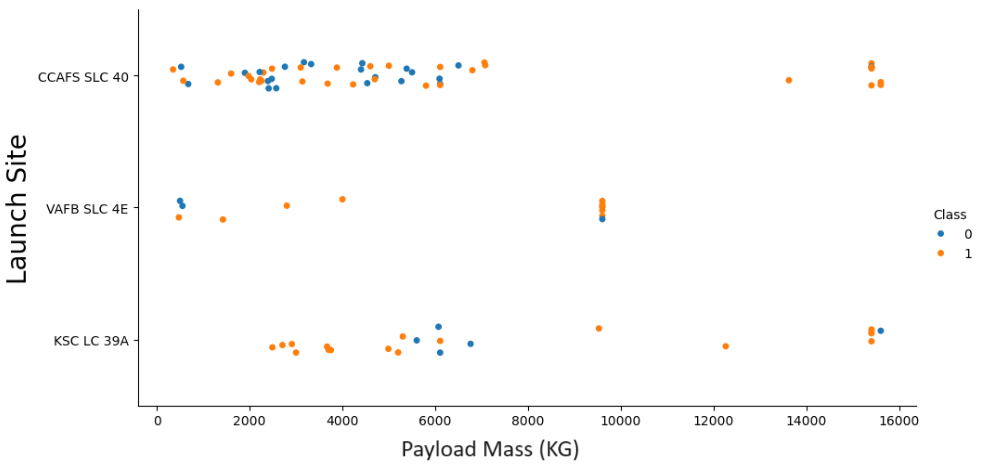 CCAFS SLC 40
VAFB SLC 4E
KSC LC 39A
Launch Site
0
2000
4000
6000
8000
10000
12000
14000
16000
Payload Mass (KG)
Class
0
1